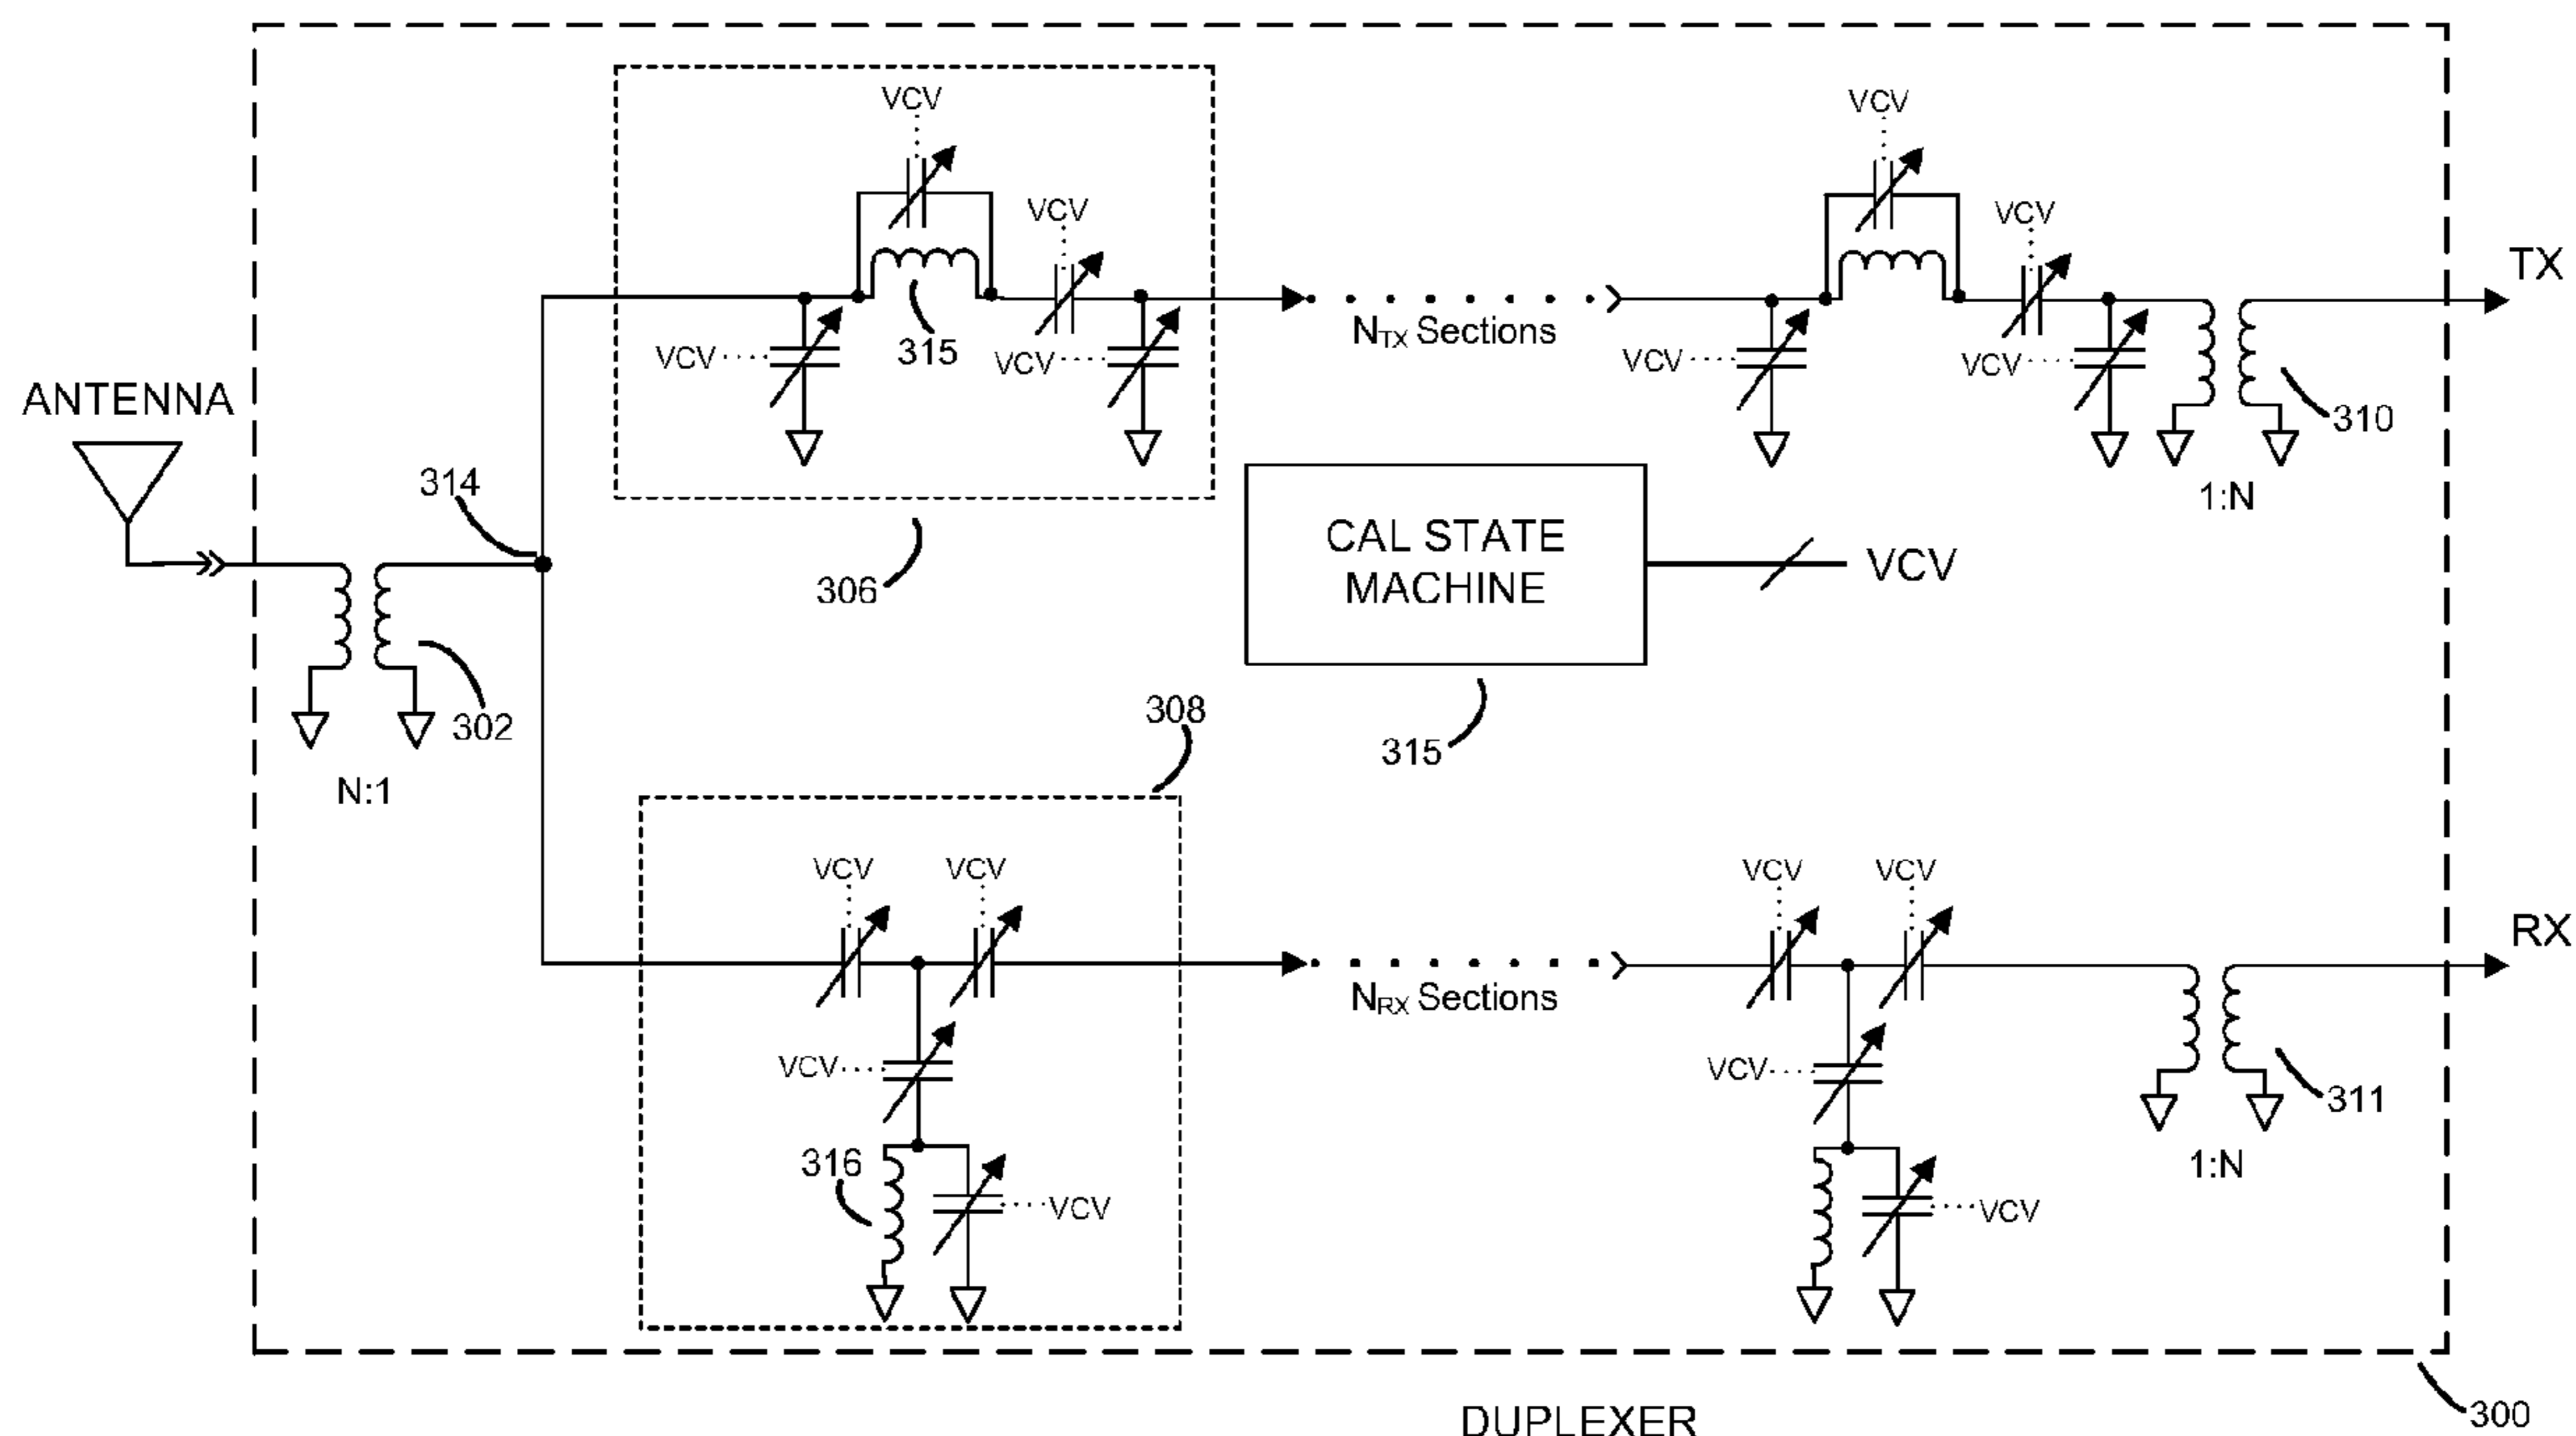 VCV
VCV
VCV
VCV
TX
VCV
315
VCV
N_TX Sections
VCV
VCV
ANTENNA
310
314
1:N
CAL STATE
MACHINE
VCV
306
302
308
315
N:1
VCV
VCV
VCV
VCV
RX
N_RX Sections
VCV
VCV
311
316
1:N
VCV
VCV
300
DUPLEXER